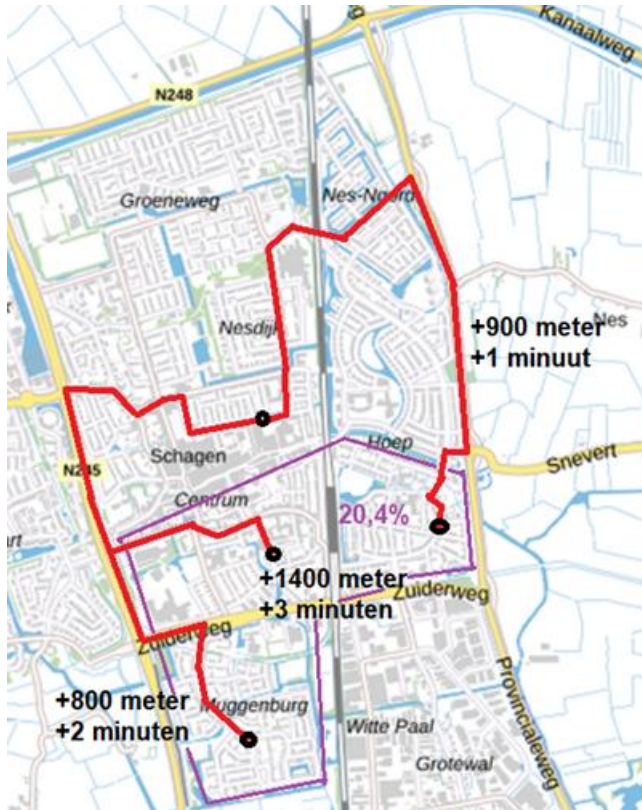 Kanaalweg
N248
Groeneweg
Nes-Noord
Nesdijk
+900 meter
+1 minuut
Nes
N245
Schagen
Hoep
Snevert
Centrum
20,4%
+1400 meter
+3 minuten
Zuiderweg
Zuiderweg
+800 meter
+2 minuten
Muggenburg
Witte Paal
Grotewal
Provincialeweg